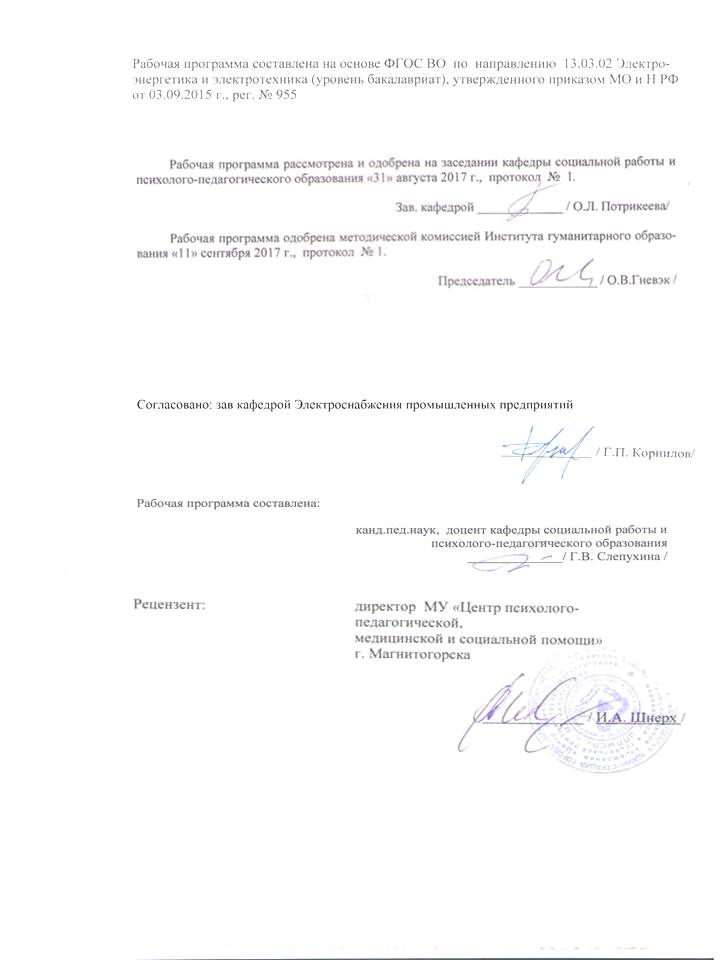 Рабочая программа составлена на основе ФГОС ВО по направлению 13.03.02 Электро-
энергетика и электротехника (уровень бакалавриат), утвержденного приказом МО и Н РФ
от 03.09.2015 г., рег. № 955
Рабочая программа рассмотрена и одобрена на заседании кафедры социальной работы и
психолого-педагогического образования «31» августа 2017 г., протокол № 1.
Зав. кафедрой / О.Л. Потрикеева/
Рабочая программа одобрена методической комиссией Института гуманитарного образо-
вания «11» сентября 2017 г., протокол № 1.
Председатель / О.В.Гневэк /
Согласовано: зав кафедрой Электроснабжения промышленных предприятий
/ Г.П. Корнилов/
Рабочая программа составлена:
канд.пед.наук, доцент кафедры социальной работы и
психолого-педагогического образования
/ Г.В. Слепухина /
Рецензент:
директор МУ «Центр психолого-
педагогической,
медицинской и социальной помощи»
г. Магнитогорска
/ И.А. Шнерх /